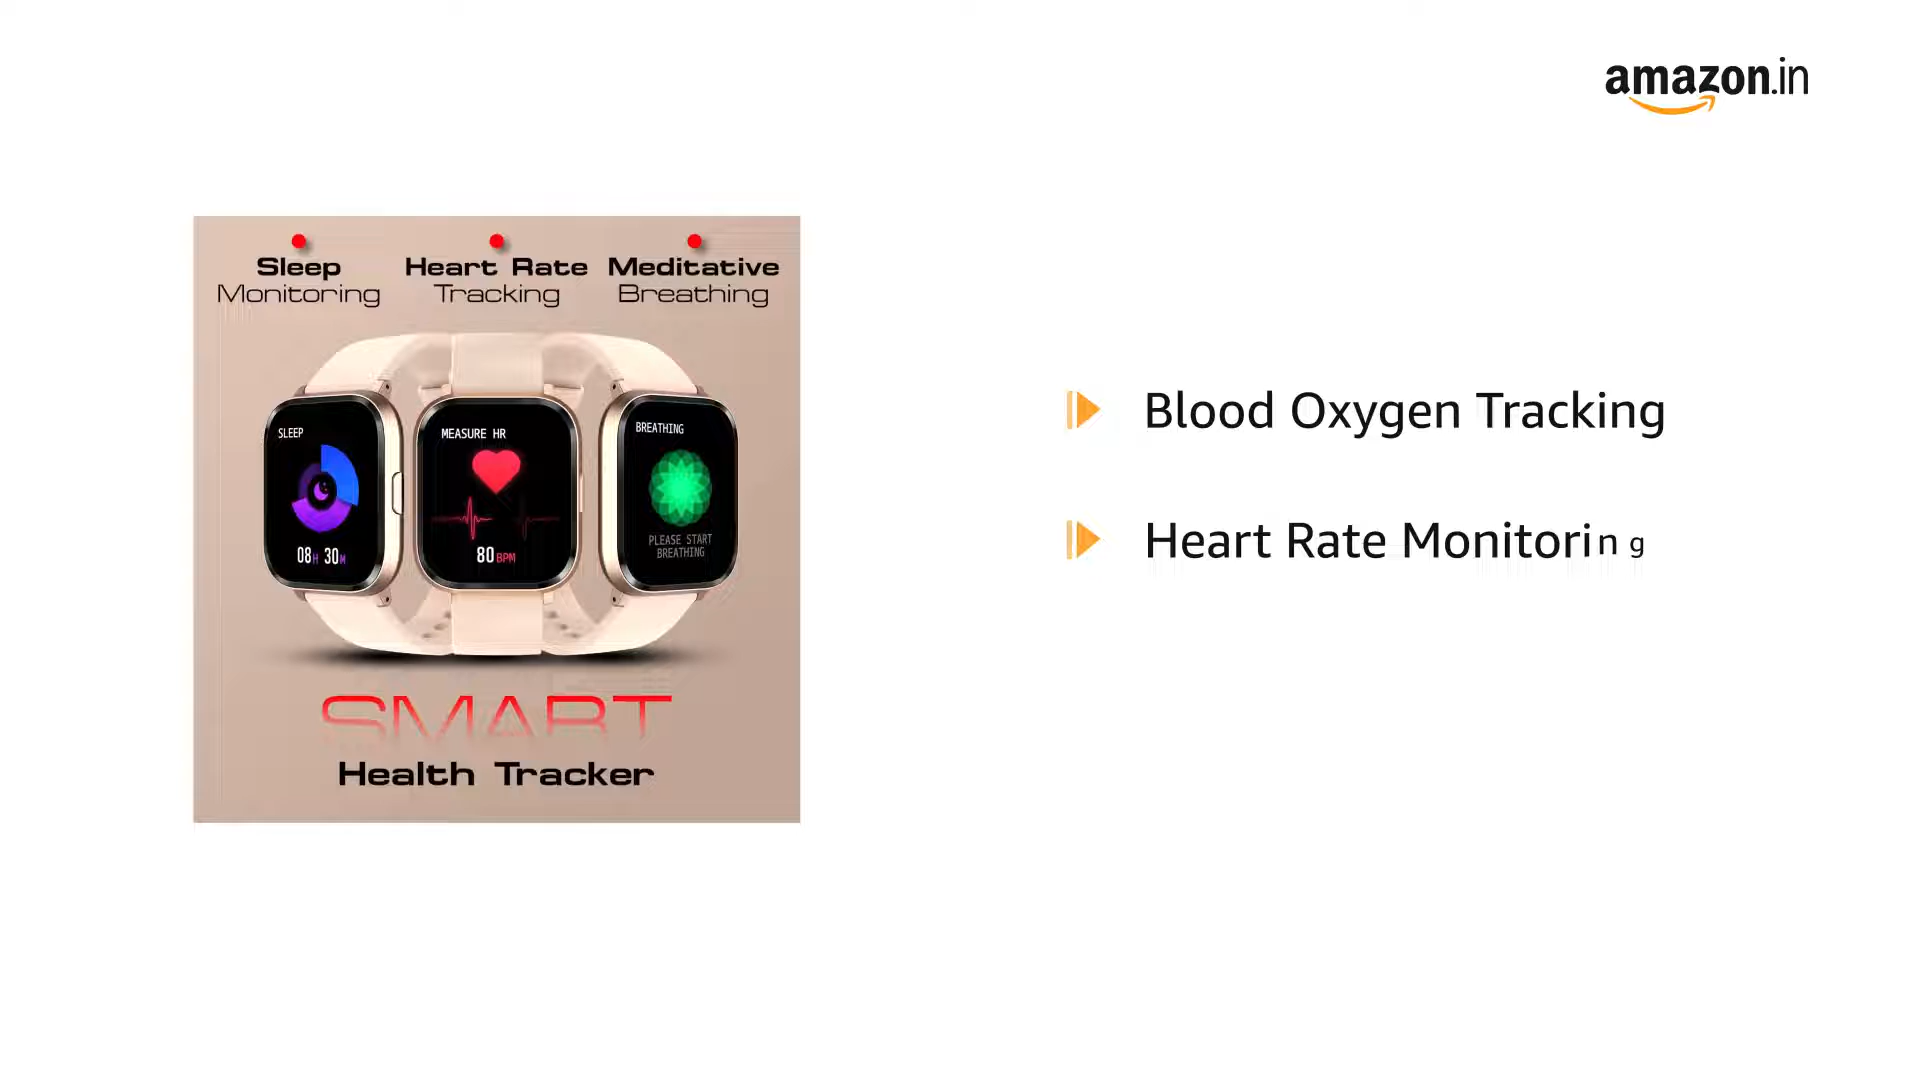 amazon.in
Sleep
Monitoring
Heart Rate
Tracking
Meditative
Breathing
SLEEP
08H 30M
MEASURE HR
80 BPM
BREATHING
PLEASE START
BREATHING
SMART
Health Tracker
Blood Oxygen Tracking
Heart Rate Monitoring